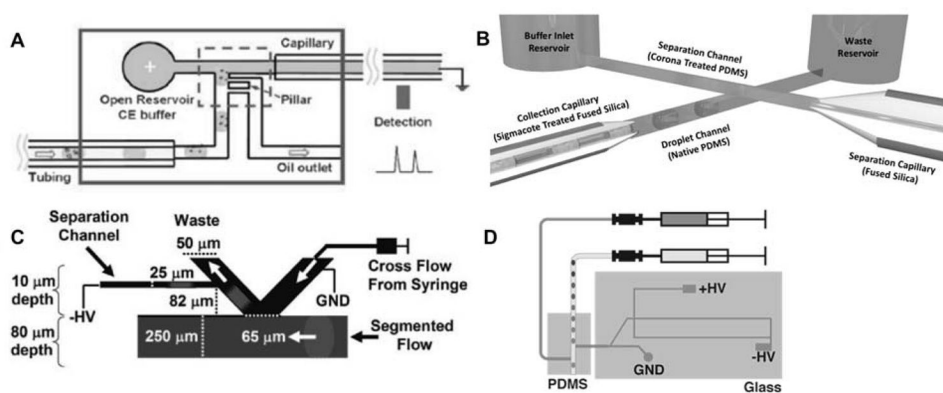 A
Capillary
+
Open Reservoir
CE buffer
Pillar
Detection
Tubing
Oil outlet
B
Buffer Inlet
Reservoir
Separation Channel
(Corona Treated PDMS)
Waste
Reservoir
Collection Capillary
(Sigmacote Treated Fused Silica)
Droplet Channel
(Native PDMS)
Separation Capillary
(Fused Silica)
C
Separation
Channel
Waste
50 µm
10 µm
depth
25 µm
-HV
82 µm
GND
Cross Flow
From Syringe
80 µm
depth
250 µm
65 µm
Segmented
Flow
D
+HV
-HV
GND
PDMS
Glass